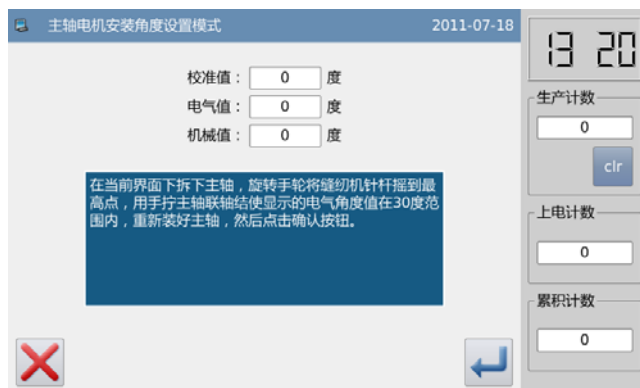 主轴电机安装角度设置模式 2011-07-18
校准值： 0 度
电气值： 0 度
机械值： 0 度
在当前界面下拆下主轴，旋转手轮将缝纫机针杆摇到最
高点，用手拧主轴联轴结使显示的电气角度值在30度范
围内，重新装好主轴，然后点击确认按钮。
13 20
生产计数
0
clr
上电计数
0
累积计数
0